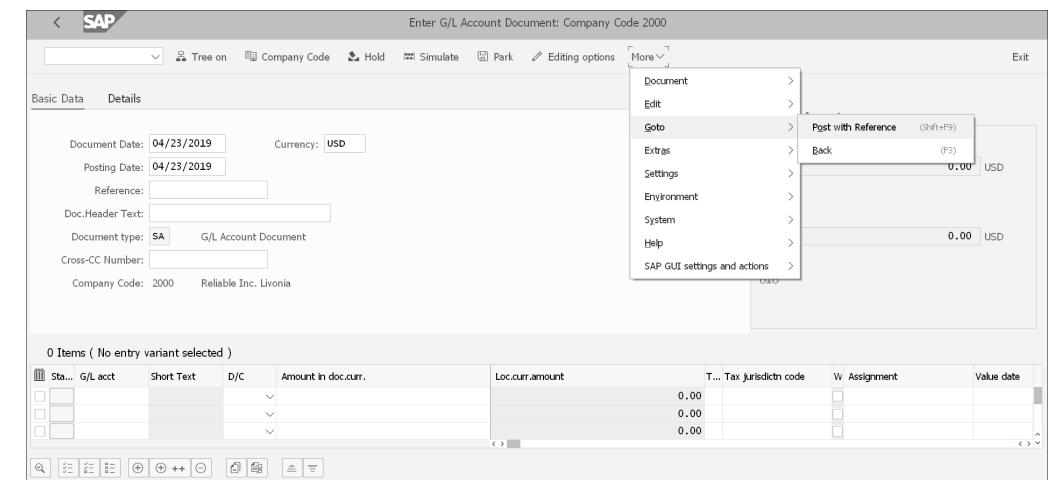 SAP
Enter G/L Account Document: Company Code 2000
Tree on Company Code Hold Simulate Park Editing options More Exit
Basic Data Details
Document Date: 04/23/2019 Currency: USD
Posting Date: 04/23/2019
Reference:
Doc.Header Text:
Document type: SA G/L Account Document
Cross-CC Number:
Company Code: 2000 Reliable Inc. Livonia
Document
Edit
Goto
Extras
Settings
Environment
System
Help
SAP GUI settings and actions
Post with Reference (Shift+F9)
Back (F3)
0.00 USD
0.00 USD
0 Items ( No entry variant selected )
Sta... G/L acct Short Text D/C Amount in doc.curr. Loc.curr.amount T... Tax jurisdictn code W Assignment Value date
0.00
0.00
0.00